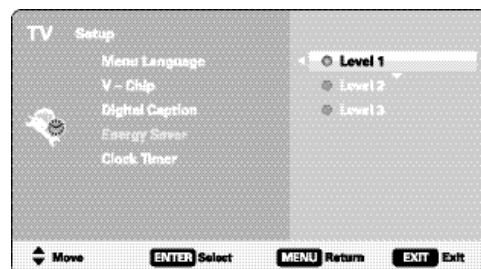 TV Setup
Menu Language
V - Chip
Digital Caption
Energy Saver
Clock Timer
Level 1
Level 2
Level 3
Move ENTER Select MENU Return EXIT Exit